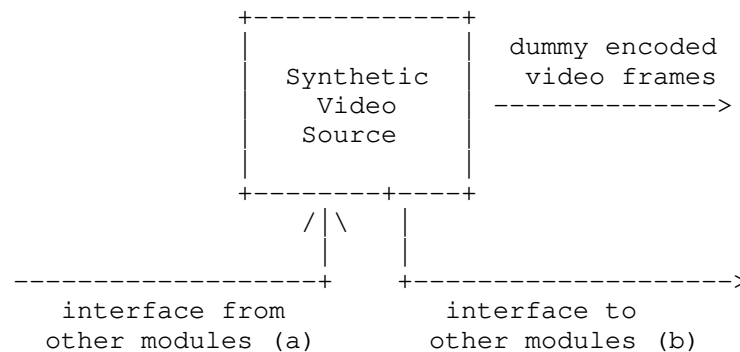 dummy encoded
Synthetic video frames
Video
Source
interface from interface to
other modules (a) other modules (b)